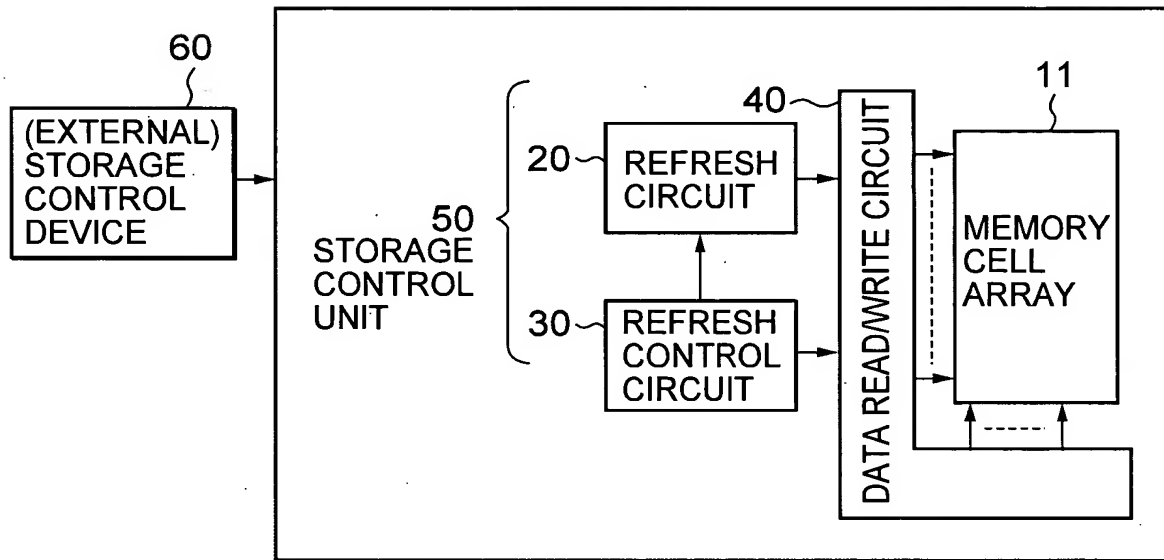 60
(EXTERNAL)
STORAGE
CONTROL
DEVICE
50
STORAGE
CONTROL
UNIT
20
REFRESH
CIRCUIT
30
REFRESH
CONTROL
CIRCUIT
40
DATA READ/WRITE CIRCUIT
11
MEMORY
CELL
ARRAY